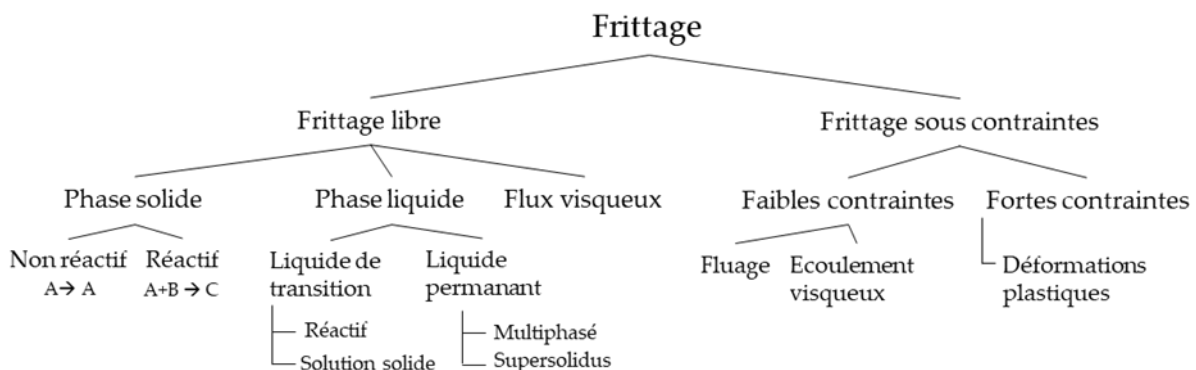 Frittage
Frittage libre
Frittage sous contraintes
Phase solide
Phase liquide
Flux visqueux
Faibles contraintes
Fortes contraintes
Non réactif
A→ A
Réactif
A+B → C
Liquide de
transition
Liquide
permanant
Fluage
Ecoulement
visqueux
Déformations
plastiques
Réactif
Solution solide
Multiphasé
Supersolidus